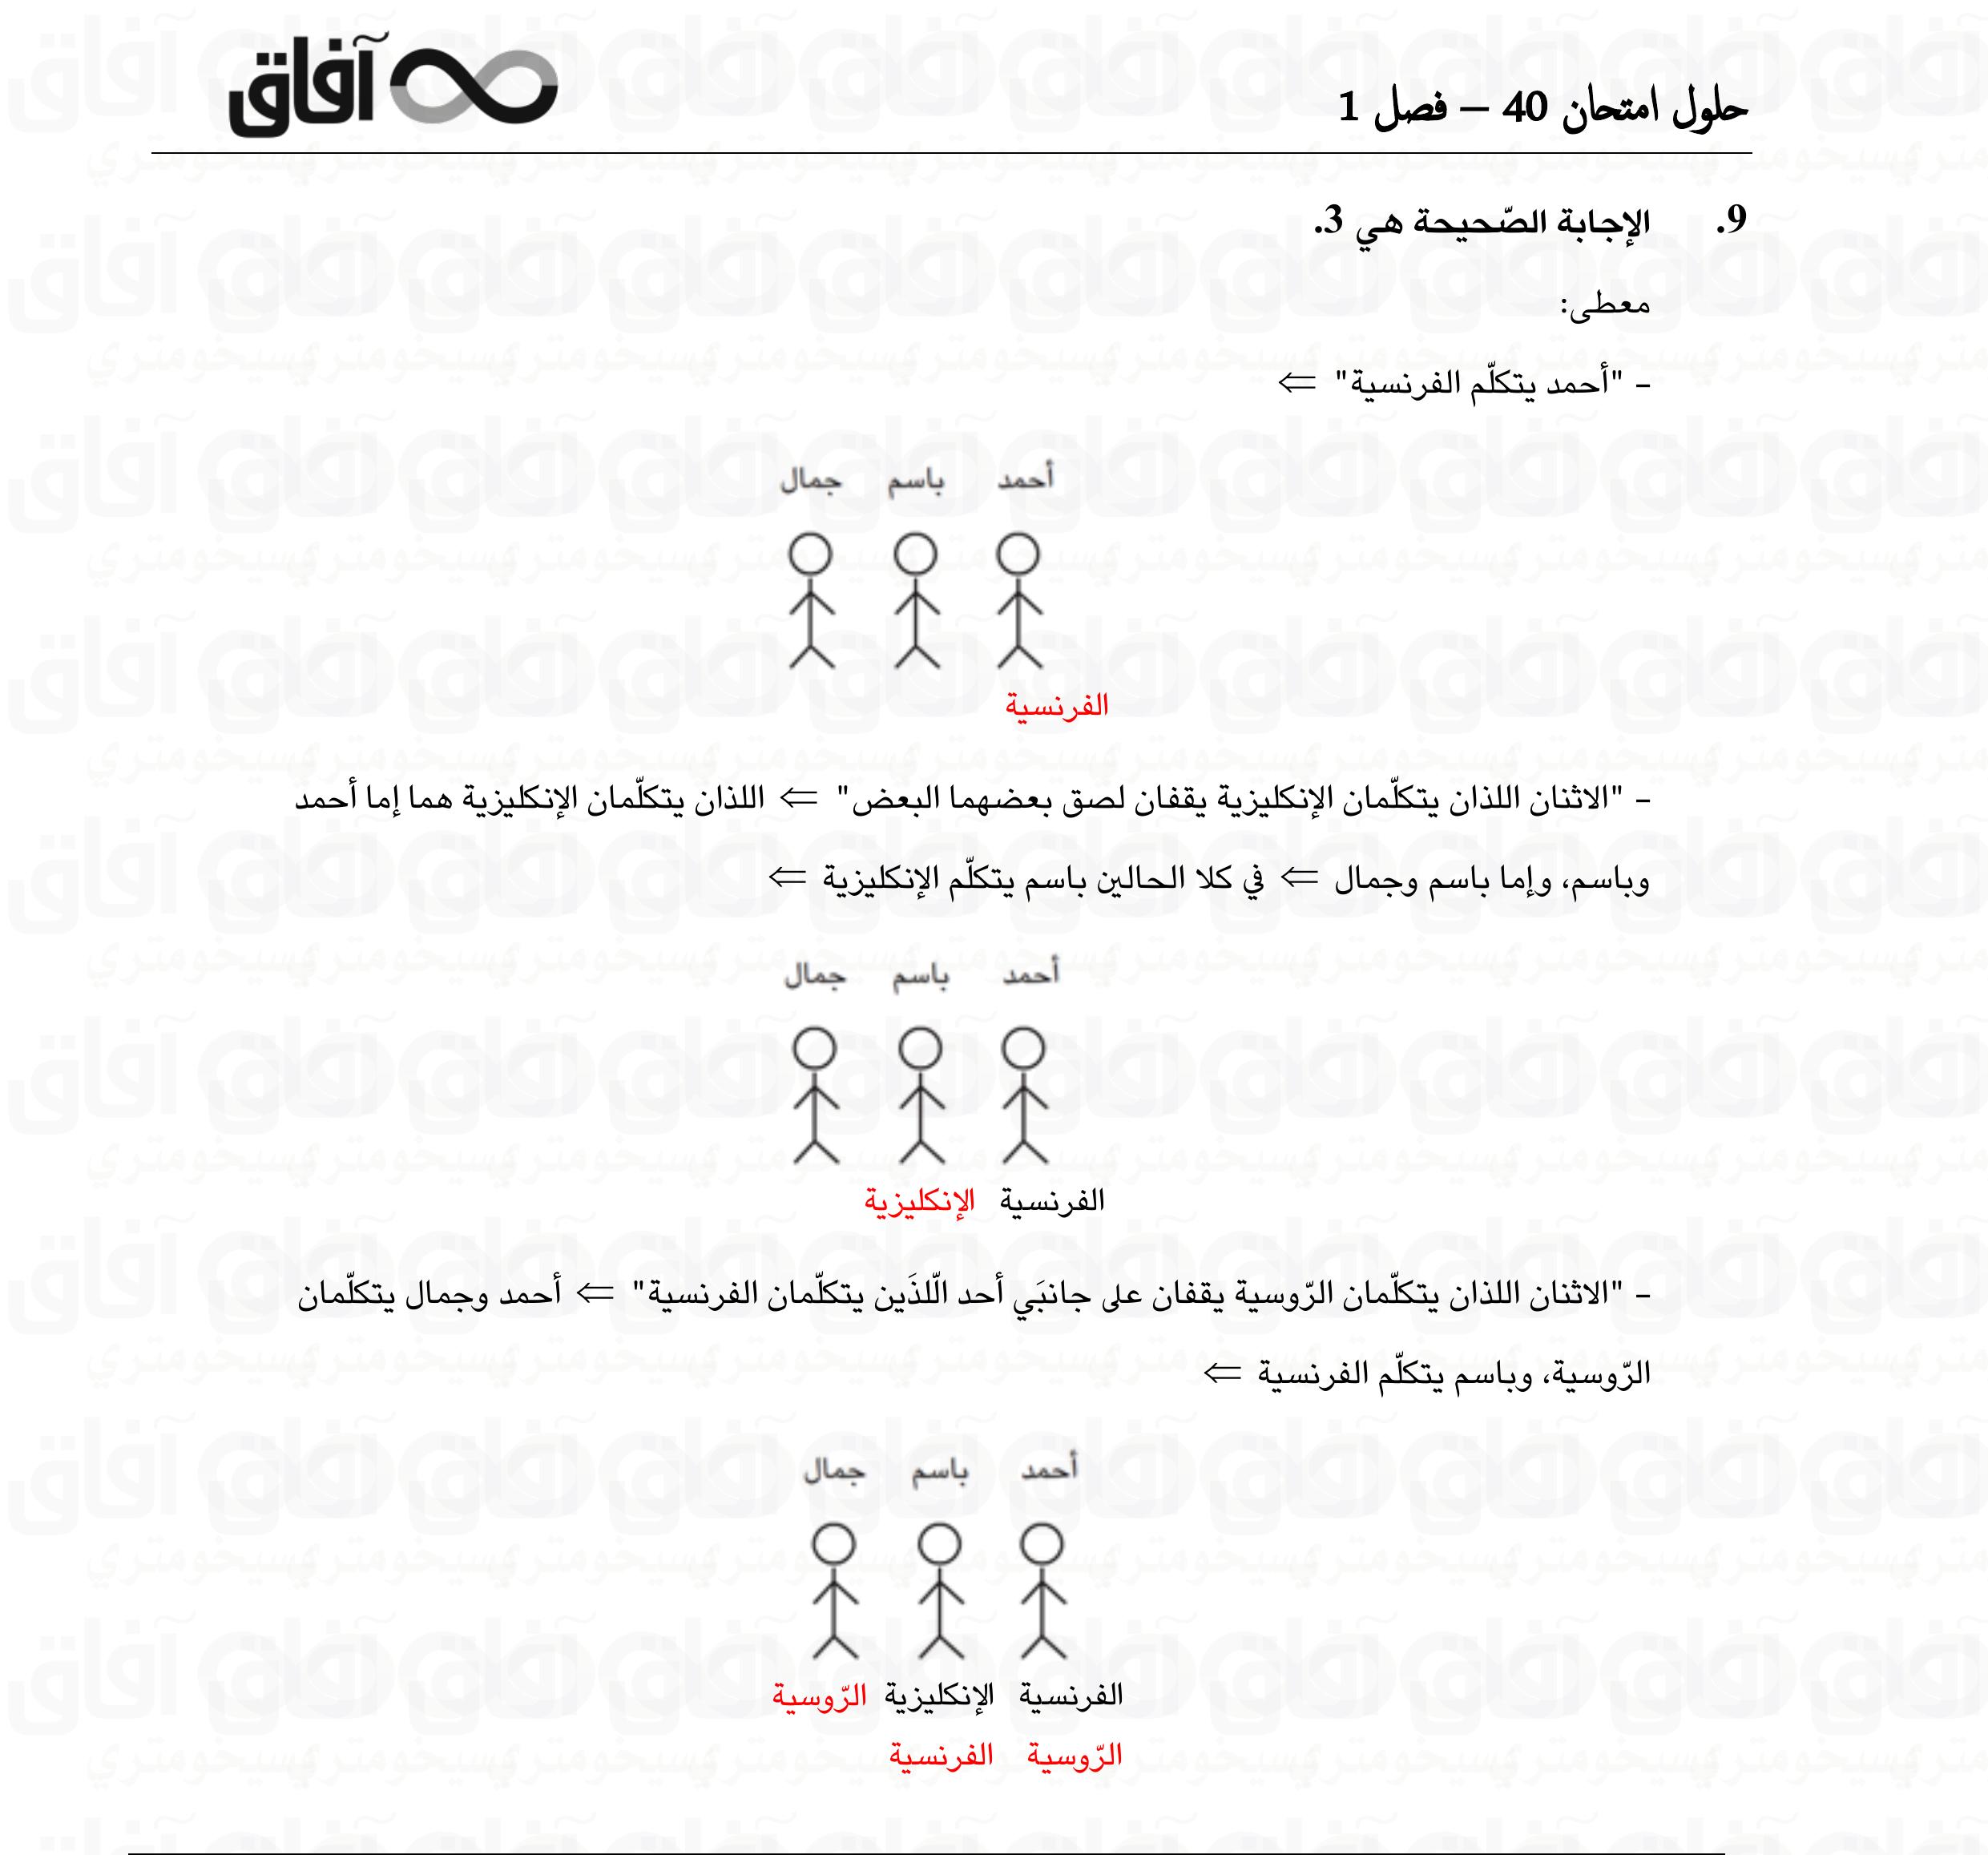 آفاق
حلول امتحان 40 – فصل 1
9. الإجابة الصّحيحة هي 3.
معطى:
– "أحمد يتكلّم الفرنسية" ⇐
أحمد باسم جمال
الفرنسية
– "الاثنان اللذان يتكلّمان الإنكليزية يقفان لصق بعضهما البعض" ⇐ اللذان يتكلّمان الإنكليزية هما إما أحمد
وباسم، وإما باسم وجمال ⇐ في كلا الحالين باسم يتكلّم الإنكليزية ⇐
أحمد باسم جمال
الفرنسية الإنكليزية
– "الاثنان اللذان يتكلّمان الرّوسية يقفان على جانبَي أحد الّلذَين يتكلّمان الفرنسية" ⇐ أحمد وجمال يتكلّمان
الرّوسية، وباسم يتكلّم الفرنسية ⇐
أحمد باسم جمال
الفرنسية الإنكليزية الرّوسية
الرّوسية الفرنسية